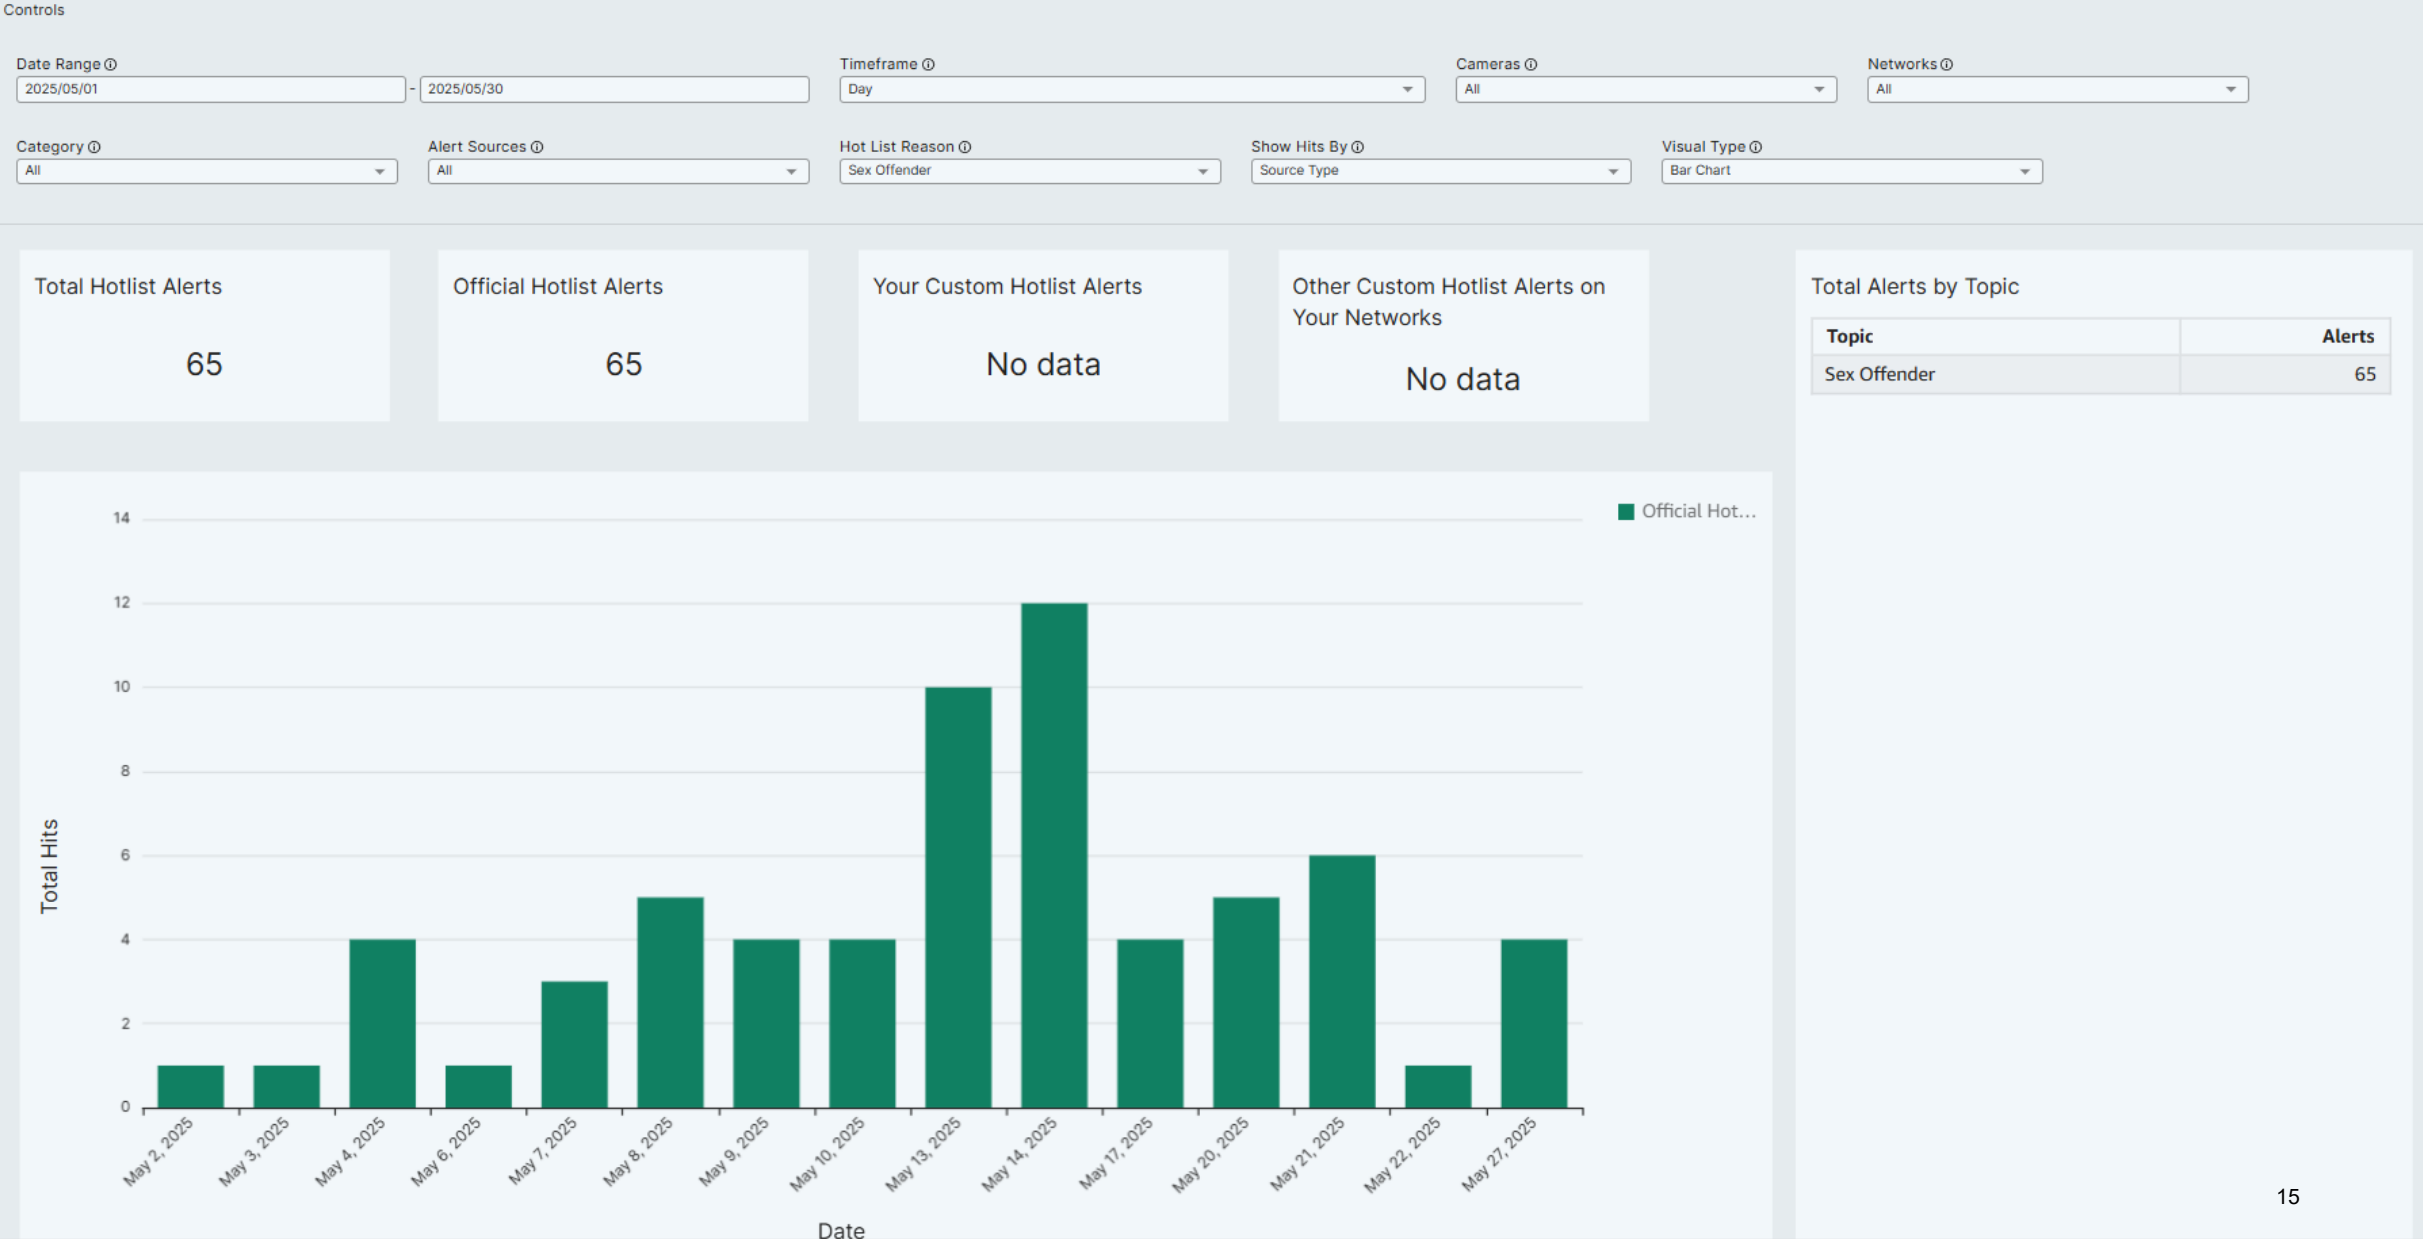 Controls
Date Range
Timeframe
Cameras
Networks
2025/05/01 - 2025/05/30
Day
All
All
Category
Alert Sources
Hot List Reason
Show Hits By
Visual Type
All
All
Sex Offender
Source Type
Bar Chart
Total Hotlist Alerts
65
Official Hotlist Alerts
65
Your Custom Hotlist Alerts
No data
Other Custom Hotlist Alerts on
Your Networks
No data
Total Alerts by Topic
Topic Alerts
Sex Offender 65
Official Hot...
Total Hits
14
12
10
8
6
4
2
0
May 2, 2025
May 3, 2025
May 4, 2025
May 6, 2025
May 7, 2025
May 8, 2025
May 9, 2025
May 10, 2025
May 13, 2025
May 14, 2025
May 17, 2025
May 20, 2025
May 21, 2025
May 22, 2025
May 27, 2025
Date
15